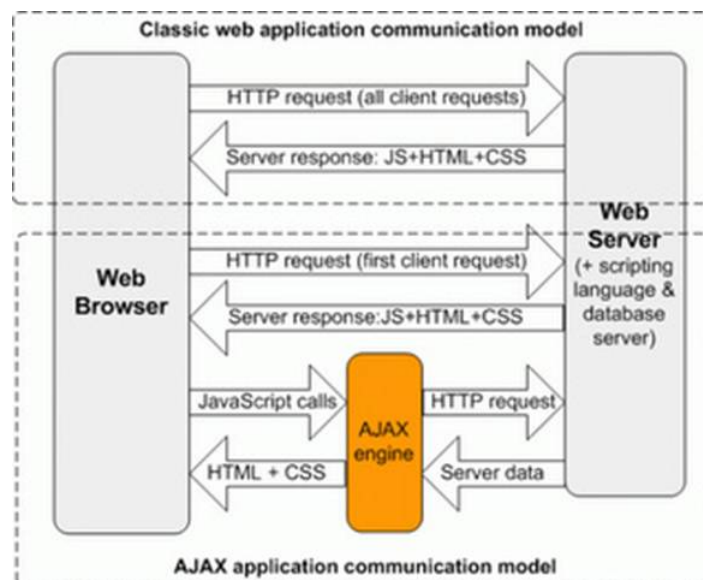 Classic web application communication model
HTTP request (all client requests)
Server response: JS+HTML+CSS
Web
Browser
Web
Server
(+ scripting
language &
database
server)
HTTP request (first client request)
Server response:JS+HTML+CSS
JavaScript calls
AJAX
engine
HTTP request
HTML + CSS
Server data
AJAX application communication model